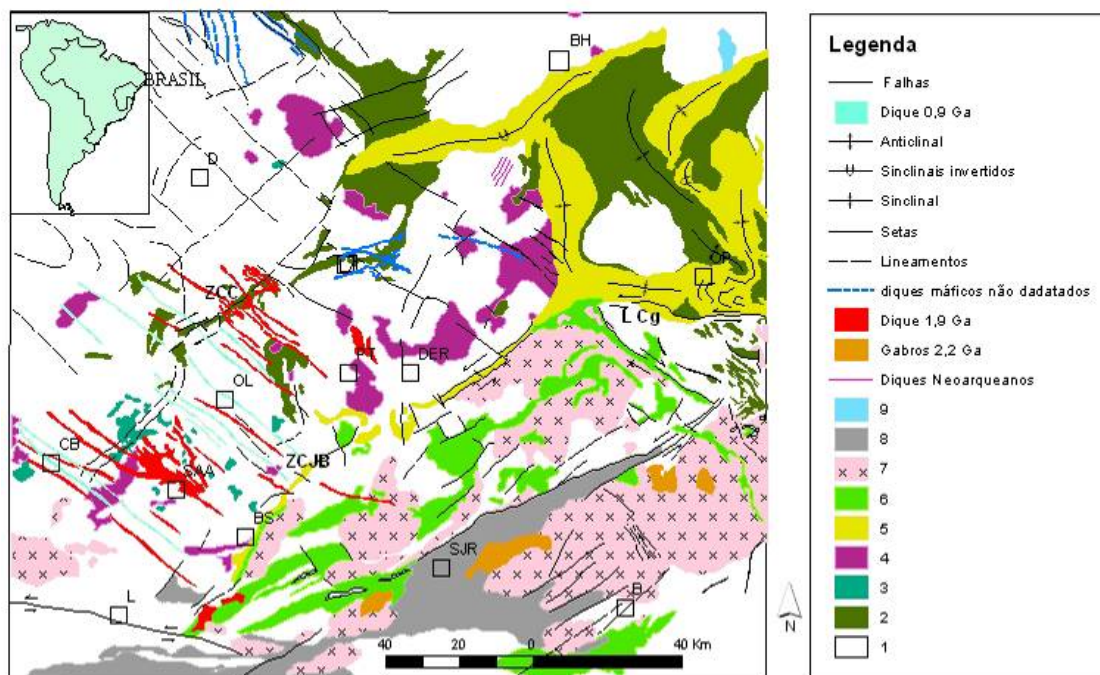 BRASIL
BH
D
ZCC
OP
LCg
PT
DER
OL
CB
ZCJB
SAA
BS
SJR
L
B
40 20 0 40 Km
N
Legenda
Falhas
Dique 0,9 Ga
Anticlinal
Sinclinais invertidos
Sinclinal
Setas
Lineamentos
diques máficos não dadatados
Dique 1,9 Ga
Gabros 2,2 Ga
Diques Neoarqueanos
9
8
7
6
5
4
3
2
1